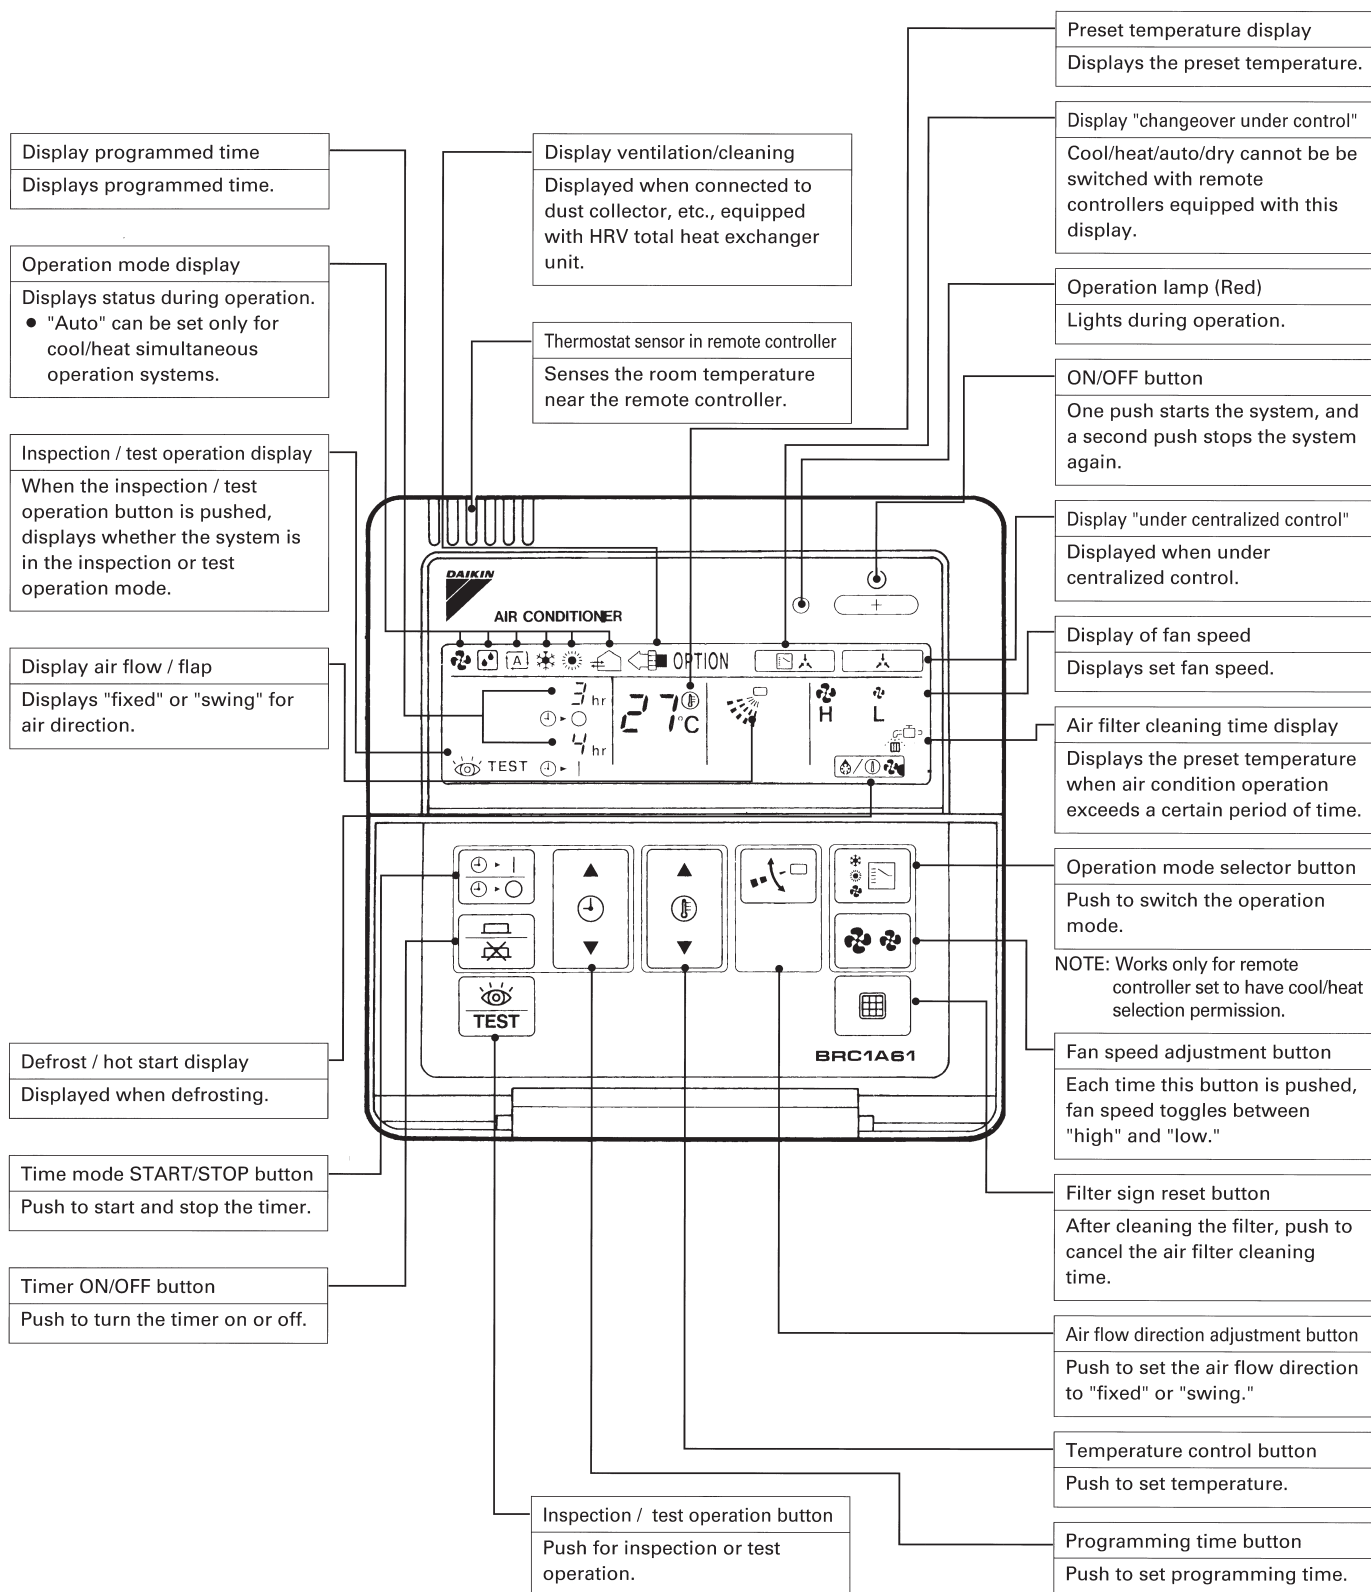 Preset temperature display
Displays the preset temperature.
Display "changeover under control"
Cool/heat/auto/dry cannot be be
switched with remote
controllers equipped with this
display.
Display programmed time
Displays programmed time.
Display ventilation/cleaning
Displayed when connected to
dust collector, etc., equipped
with HRV total heat exchanger
unit.
Operation mode display
Displays status during operation.
● "Auto" can be set only for
cool/heat simultaneous
operation systems.
Operation lamp (Red)
Lights during operation.
Thermostat sensor in remote controller
Senses the room temperature
near the remote controller.
ON/OFF button
One push starts the system, and
a second push stops the system
again.
Inspection / test operation display
When the inspection / test
operation button is pushed,
displays whether the system is
in the inspection or test
operation mode.
Display "under centralized control"
Displayed when under
centralized control.
Display air flow / flap
Displays "fixed" or "swing" for
air direction.
Display of fan speed
Displays set fan speed.
Air filter cleaning time display
Displays the preset temperature
when air condition operation
exceeds a certain period of time.
DAIKIN
AIR CONDITIONER
A
OPTION
3 hr
27 °C
H L
4 hr
TEST
Operation mode selector button
Push to switch the operation
mode.
NOTE: Works only for remote
controller set to have cool/heat
selection permission.
TEST
BRC1A61
Defrost / hot start display
Displayed when defrosting.
Fan speed adjustment button
Each time this button is pushed,
fan speed toggles between
"high" and "low."
Time mode START/STOP button
Push to start and stop the timer.
Filter sign reset button
After cleaning the filter, push to
cancel the air filter cleaning
time.
Timer ON/OFF button
Push to turn the timer on or off.
Air flow direction adjustment button
Push to set the air flow direction
to "fixed" or "swing."
Temperature control button
Push to set temperature.
Inspection / test operation button
Push for inspection or test
operation.
Programming time button
Push to set programming time.